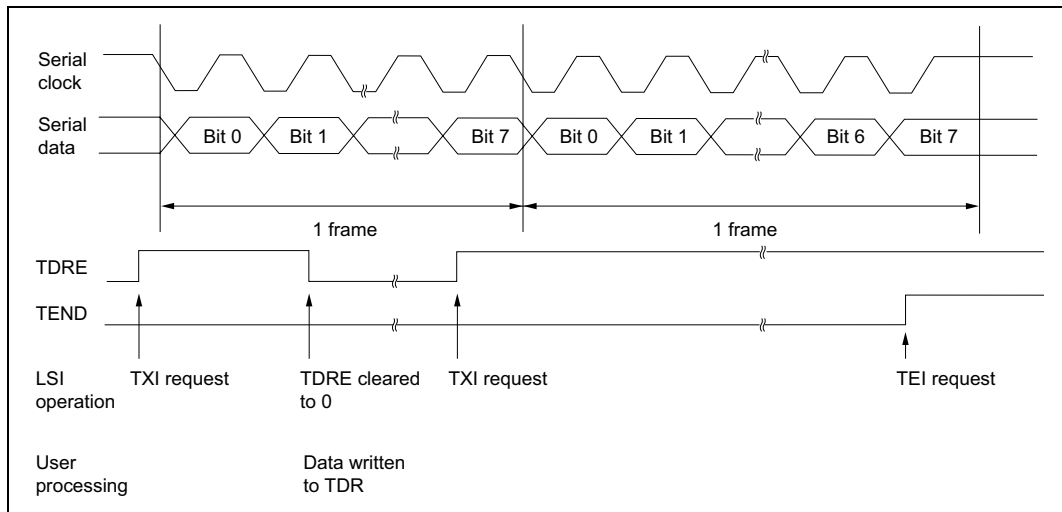 Serial
clock
Serial
data
Bit 0
Bit 1
Bit 7
Bit 0
Bit 1
Bit 6
Bit 7
1 frame
1 frame
TDRE
TEND
LSI
operation
TXI request
TDRE cleared
to 0
TXI request
TEI request
User
processing
Data written
to TDR